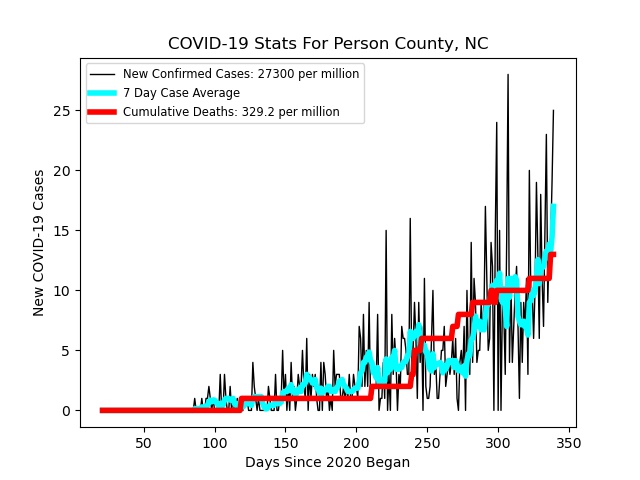 COVID-19 Stats For Person County, NC
New Confirmed Cases: 27300 per million
7 Day Case Average
Cumulative Deaths: 329.2 per million
New COVID-19 Cases
25
20
15
10
5
0
50 100 150 200 250 300 350
Days Since 2020 Began